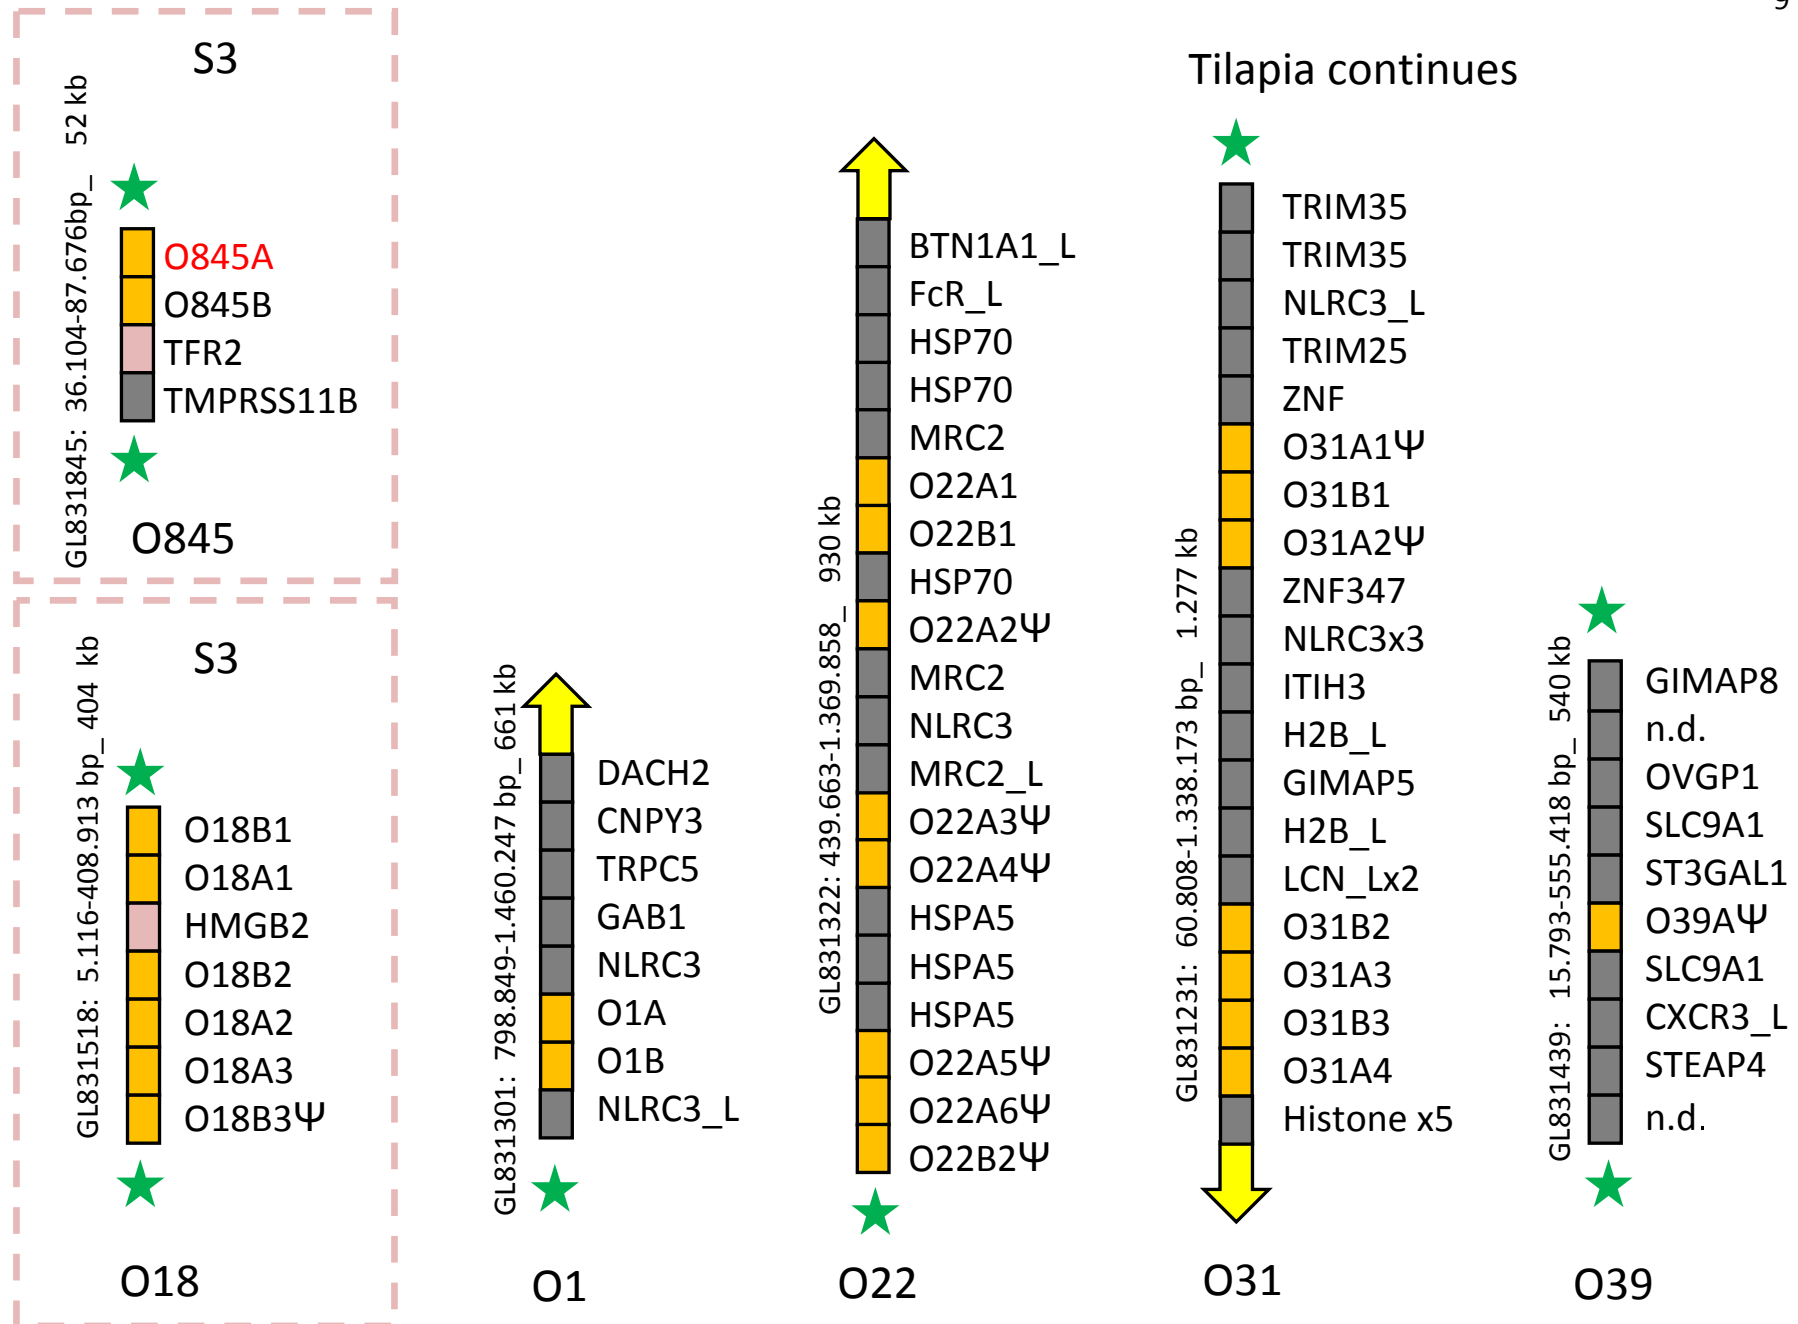 9
Tilapia continues
S3
GL831845: 36.104-87.676bp_ 52 kb
O845A
O845B
TFR2
TMPRSS11B
O845
S3
GL831518: 5.116-408.913 bp_ 404 kb
O18B1
O18A1
HMGB2
O18B2
O18A2
O18A3
O18B3Ψ
O18
GL831301: 798.849-1.460.247 bp_ 661 kb
DACH2
CNPY3
TRPC5
GAB1
NLRC3
O1A
O1B
NLRC3_L
O1
GL831322: 439.663-1.369.858_ 930 kb
BTN1A1_L
FcR_L
HSP70
HSP70
MRC2
O22A1
O22B1
HSP70
O22A2Ψ
MRC2
NLRC3
MRC2_L
O22A3Ψ
O22A4Ψ
HSPA5
HSPA5
HSPA5
O22A5Ψ
O22A6Ψ
O22B2Ψ
O22
GL831231: 60.808-1.338.173 bp_ 1.277 kb
TRIM35
TRIM35
NLRC3_L
TRIM25
ZNF
O31A1Ψ
O31B1
O31A2Ψ
ZNF347
NLRC3x3
ITIH3
H2B_L
GIMAP5
H2B_L
LCN_Lx2
O31B2
O31A3
O31B3
O31A4
Histone x5
O31
GL831439: 15.793-555.418 bp_ 540 kb
GIMAP8
n.d.
OVGP1
SLC9A1
ST3GAL1
O39AΨ
SLC9A1
CXCR3_L
STEAP4
n.d.
O39